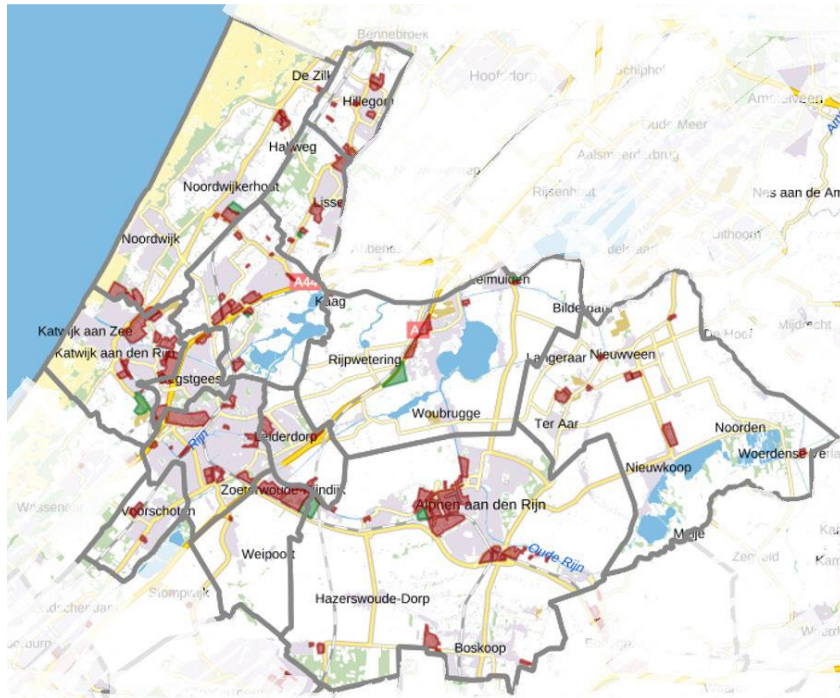 Bennebroek
De Zilk
Hoofddorp
Schiphol
Hillegom
Amstelveen
Oude Meer
Aalsmeerderbrug
Noordwijkerhout
Rijsenhout
Nes aan de Am
Lisse
Noordwijk
Uithoorn
Abbenes
A44
Leimuiden
Kaag
Bilderdam
Katwijk aan Zee
De Hoef
Mijdrecht
Katwijk aan den Rijn
Rijpwetering
Langeraar
Nieuwveen
Oegstgeest
Woubrugge
Ter Aar
Noorden
Rijn
Leiderdorp
Woerdense Verla
Nieuwkoop
Zoeterwoude-Rijndijk
Voorschoten
Alphen aan den Rijn
Meije
Weipoort
Oude Rijn
Zegveld
Stompwijk
Hazerswoude-Dorp
Boskoop